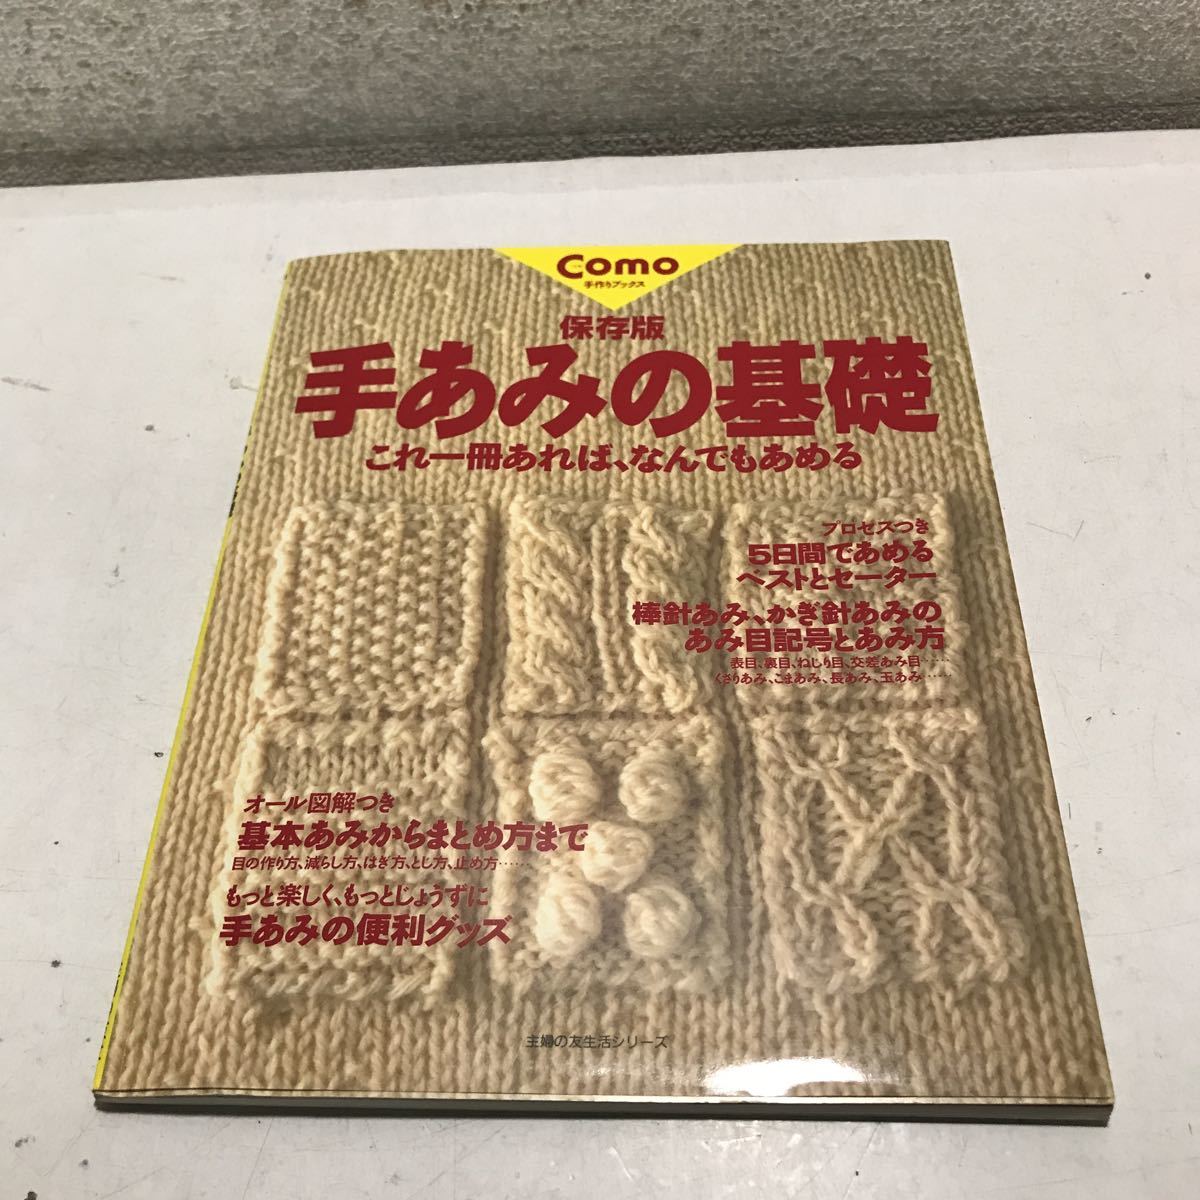 Como
手作りブックス
保存版
手あみの基礎
これ一冊あれば、なんでもあめる
プロセスつき
5日間であめる
ベストとセーター
棒針あみ、かぎ針あみの
あみ目記号とあみ方
表目、裏目、ねじり目、交差あみ目……
くさりあみ、こまあみ、長あみ、玉あみ……
オール図解つき
基本あみからまとめ方まで
目の作り方、減らし方、はぎ方、とじ方、止め方……
もっと楽しく、もっとじょうずに
手あみの便利グッズ
主婦の友生活シリーズ